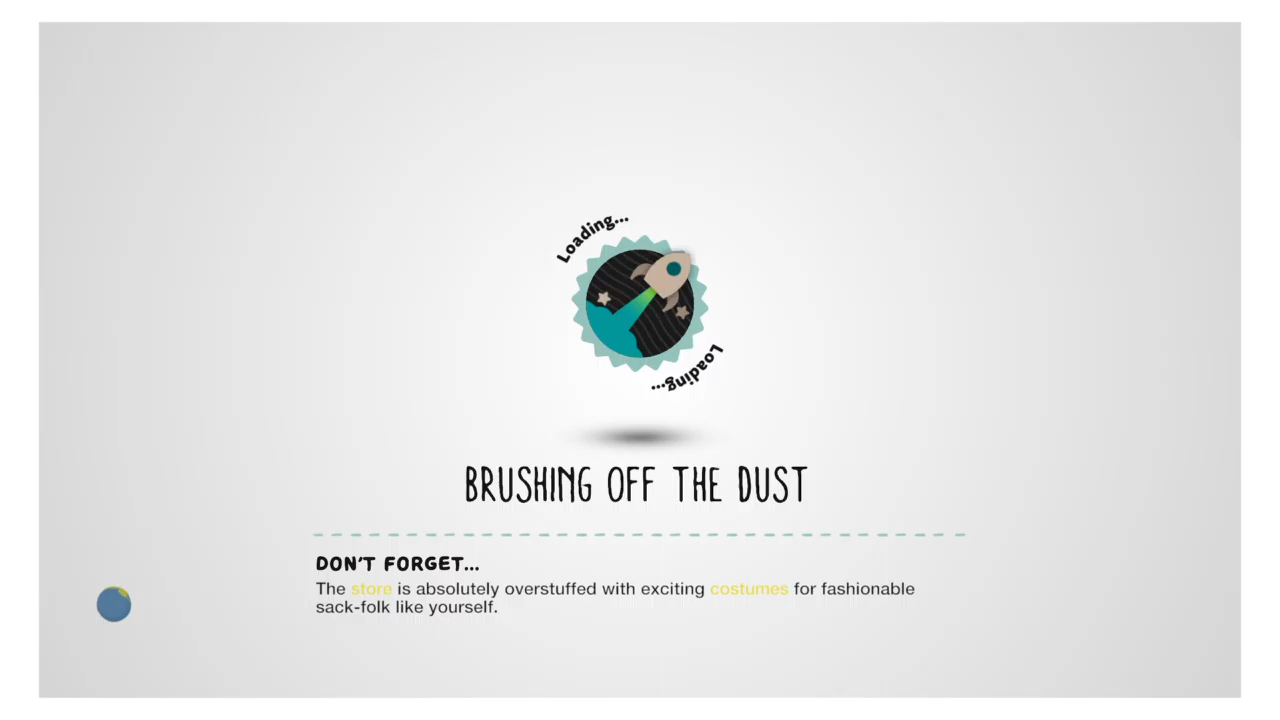 Loading...
Loading...
BRUSHING OFF THE DUST
DON'T FORGET...
The store is absolutely overstuffed with exciting costumes for fashionable
sack-folk like yourself.